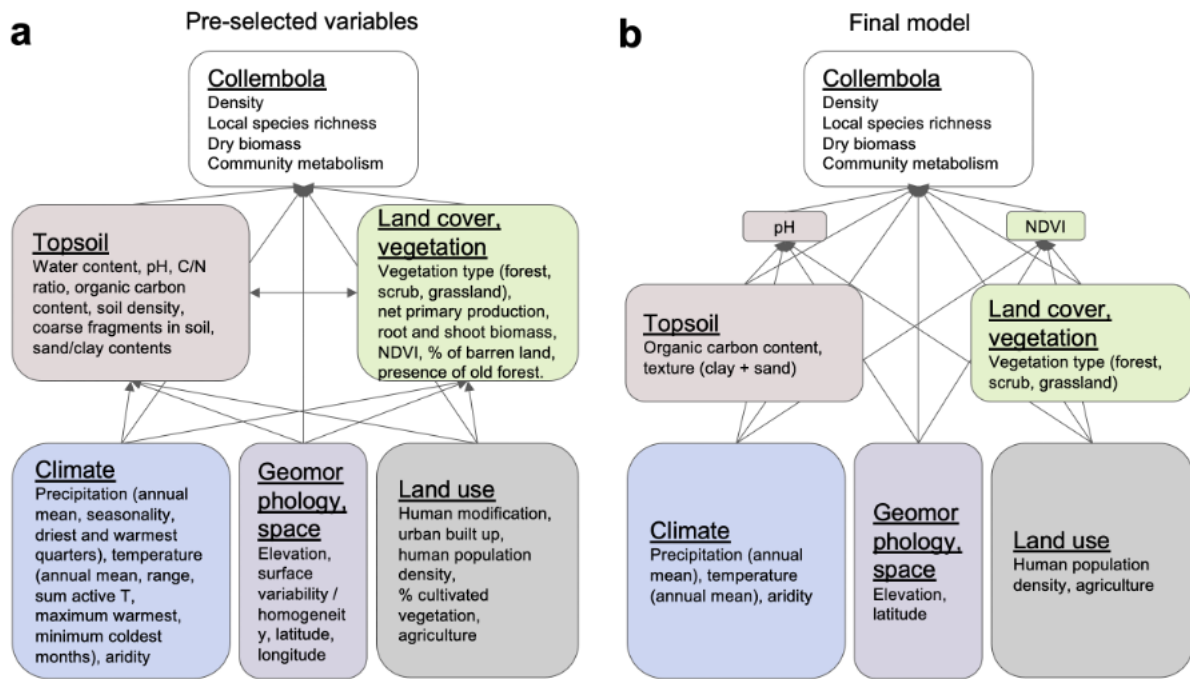 a
Pre-selected variables
Collembola
Density
Local species richness
Dry biomass
Community metabolism
Topsoil
Water content, pH, C/N
ratio, organic carbon
content, soil density,
coarse fragments in soil,
sand/clay contents
Land cover,
vegetation
Vegetation type (forest,
scrub, grassland),
net primary production,
root and shoot biomass,
NDVI, % of barren land,
presence of old forest.
Climate
Precipitation (annual
mean, seasonality,
driest and warmest
quarters), temperature
(annual mean, range,
sum active T,
maximum warmest,
minimum coldest
months), aridity
Geomor
phology,
space
Elevation,
surface
variability /
homogeneit
y, latitude,
longitude
Land use
Human modification,
urban built up,
human population
density,
% cultivated
vegetation,
agriculture
b
Final model
Collembola
Density
Local species richness
Dry biomass
Community metabolism
pH
NDVI
Topsoil
Organic carbon content,
texture (clay + sand)
Land cover,
vegetation
Vegetation type (forest,
scrub, grassland)
Climate
Precipitation (annual
mean), temperature
(annual mean), aridity
Geomor
phology,
space
Elevation,
latitude
Land use
Human population
density, agriculture